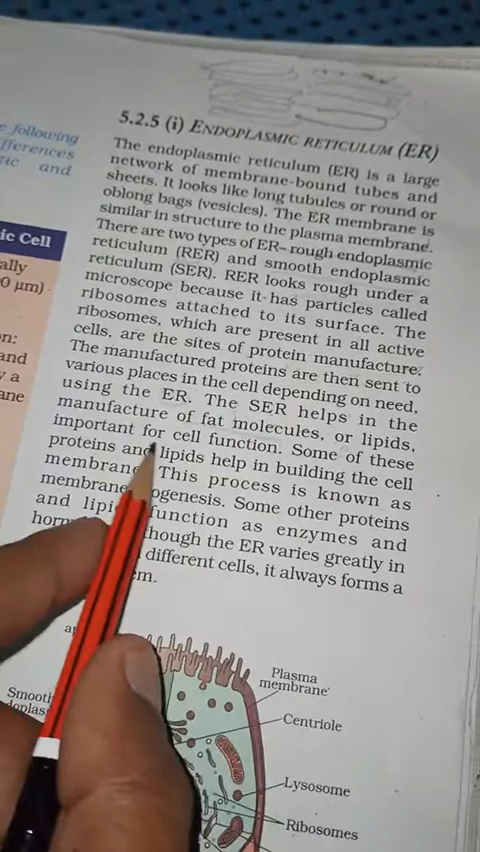 e following
fferences
tic and
ic Cell
ally
0 μm)
n:
and
y a
ane
5.2.5 (i) ENDOPLASMIC RETICULUM (ER)
The endoplasmic reticulum (ER) is a large
network of membrane-bound tubes and
sheets. It looks like long tubules or round or
oblong bags (vesicles). The ER membrane is
similar in structure to the plasma membrane.
There are two types of ER– rough endoplasmic
reticulum (RER) and smooth endoplasmic
reticulum (SER). RER looks rough under a
microscope because it has particles called
ribosomes attached to its surface. The
ribosomes, which are present in all active
cells, are the sites of protein manufacture.
The manufactured proteins are then sent to
various places in the cell depending on need,
using the ER. The SER helps in the
manufacture of fat molecules, or lipids,
important for cell function. Some of these
proteins and lipids help in building the cell
membrane. This process is known as
membrane ogenesis. Some other proteins
and lipi function as enzymes and
horm though the ER varies greatly in
different cells, it always forms a
em.
Plasma
membrane
Centriole
Smoot
doplas
Lysosome
Ribosomes